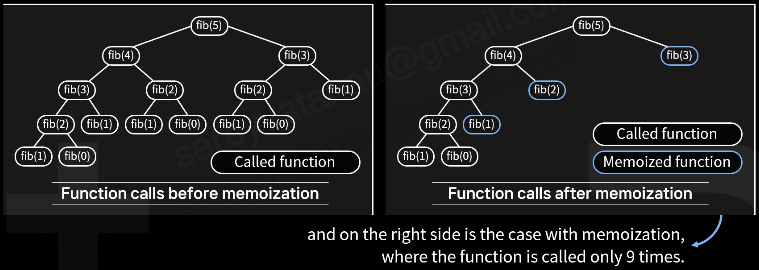 fib(5)
fib(4) fib(3)
fib(3) fib(2) fib(2) fib(1)
fib(2) fib(1) fib(1) fib(0) fib(1) fib(0)
fib(1) fib(0)
Called function
Function calls before memoization
fib(5)
fib(4) fib(3)
fib(3) fib(2)
fib(2) fib(1)
fib(1) fib(0)
Called function
Memoized function
Function calls after memoization
and on the right side is the case with memoization,
where the function is called only 9 times.